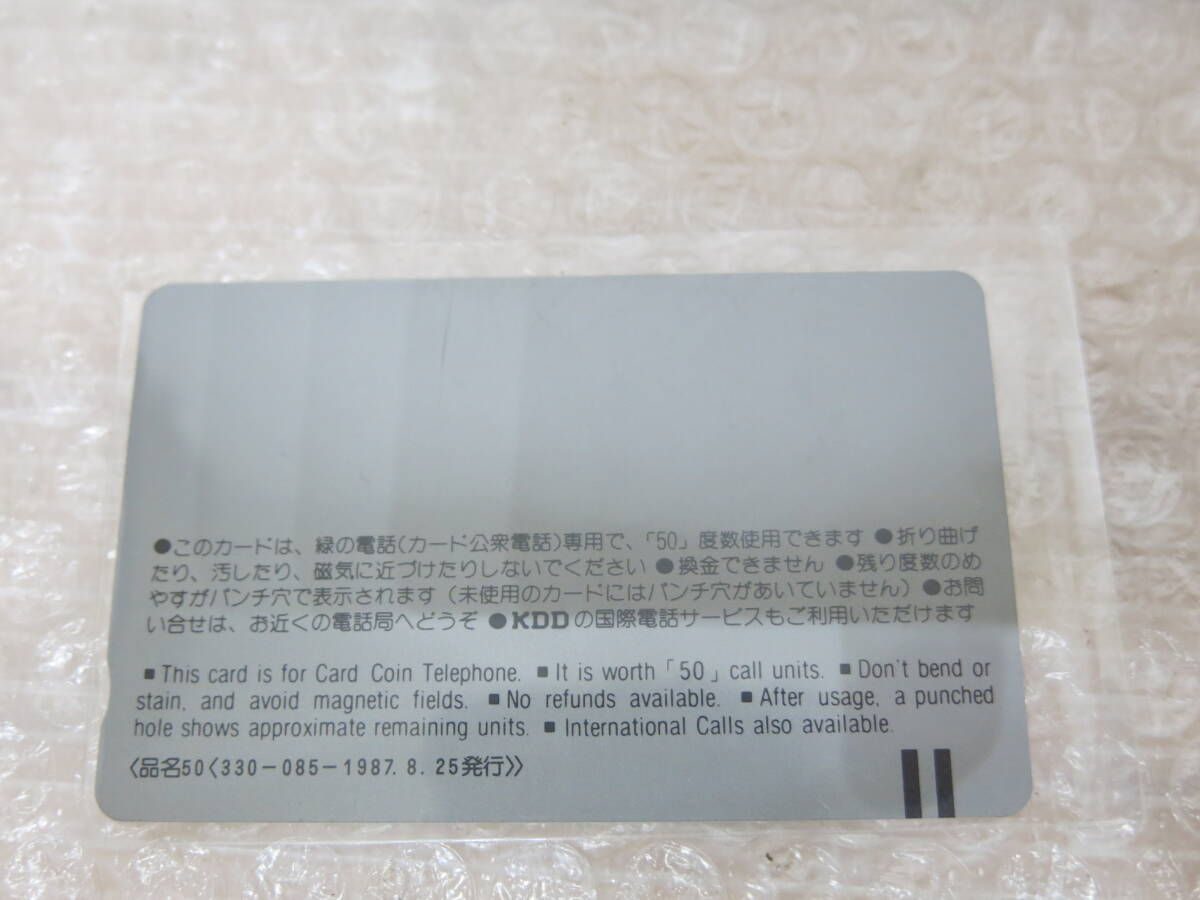 ●このカードは、緑の電話(カード公衆電話)専用で、「50」度数使用できます ●折り曲げ
たり、汚したり、磁気に近づけたりしないでください ●換金できません ●残り度数のめ
やすがパンチ穴で表示されます(未使用のカードにはパンチ穴があいていません) ●お問
い合せは、お近くの電話局へどうぞ ●KDDの国際電話サービスもご利用いただけます
■This card is for Card Coin Telephone. ■It is worth「50」call units. ■Don't bend or
stain, and avoid magnetic fields. ■No refunds available. ■After usage, a punched
hole shows approximate remaining units. ■International Calls also available.
〈品名50〈330-085-1987. 8. 25発行〉〉